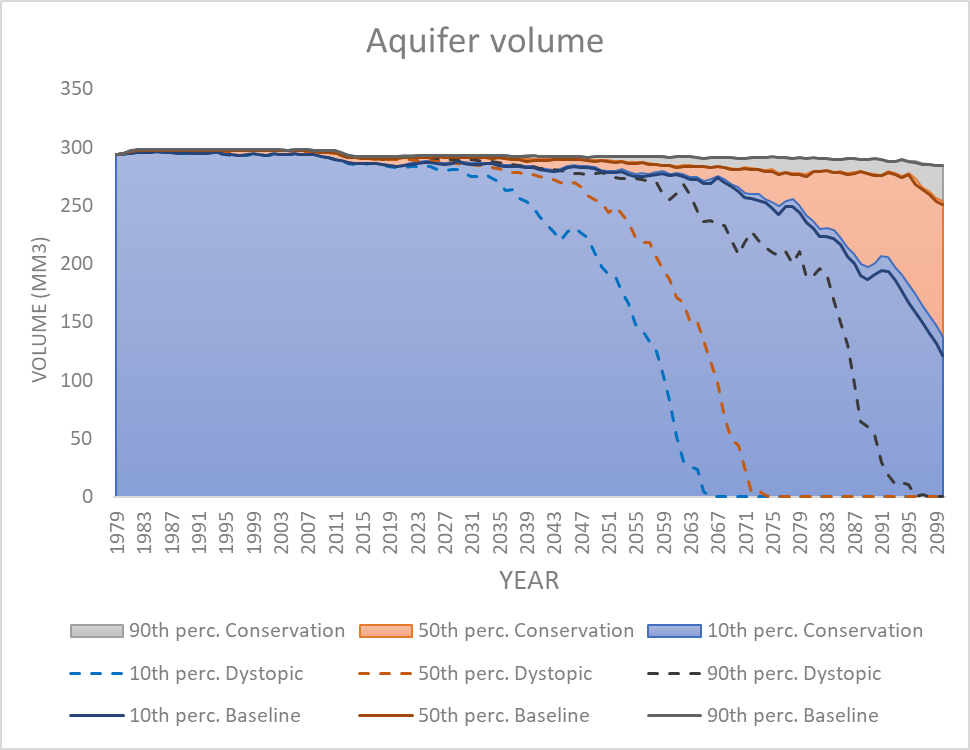 Aquifer volume
350
300
250
200
150
100
50
0
VOLUME (MM3)
1979 1983 1987 1991 1995 1999 2003 2007 2011 2015 2019 2023 2027 2031 2035 2039 2043 2047 2051 2055 2059 2063 2067 2071 2075 2079 2083 2087 2091 2095 2099
YEAR
90th perc. Conservation 50th perc. Conservation 10th perc. Conservation
10th perc. Dystopic 50th perc. Dystopic 90th perc. Dystopic
10th perc. Baseline 50th perc. Baseline 90th perc. Baseline